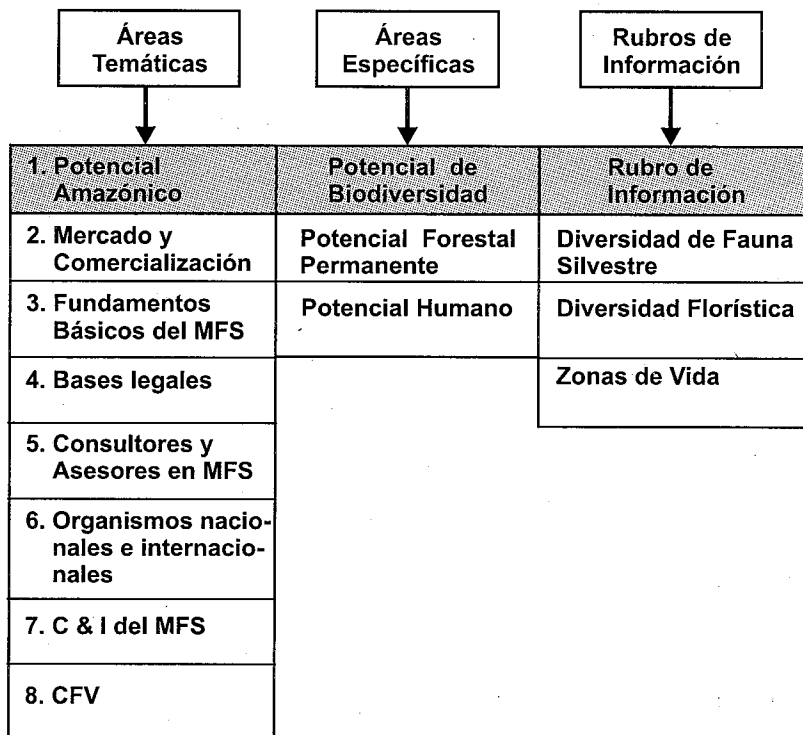 Áreas
Temáticas
Áreas
Específicas
Rubros de
Información
1. Potencial
Amazónico
Potencial de
Biodiversidad
Rubro de
Información
2. Mercado y
Comercialización
Potencial Forestal
Permanente
Diversidad de Fauna
Silvestre
3. Fundamentos
Básicos del MFS
Potencial Humano
Diversidad Florística
4. Bases legales
Zonas de Vida
5. Consultores y
Asesores en MFS
6. Organismos nacio-
nales e internacio-
nales
7. C & I del MFS
8. CFV